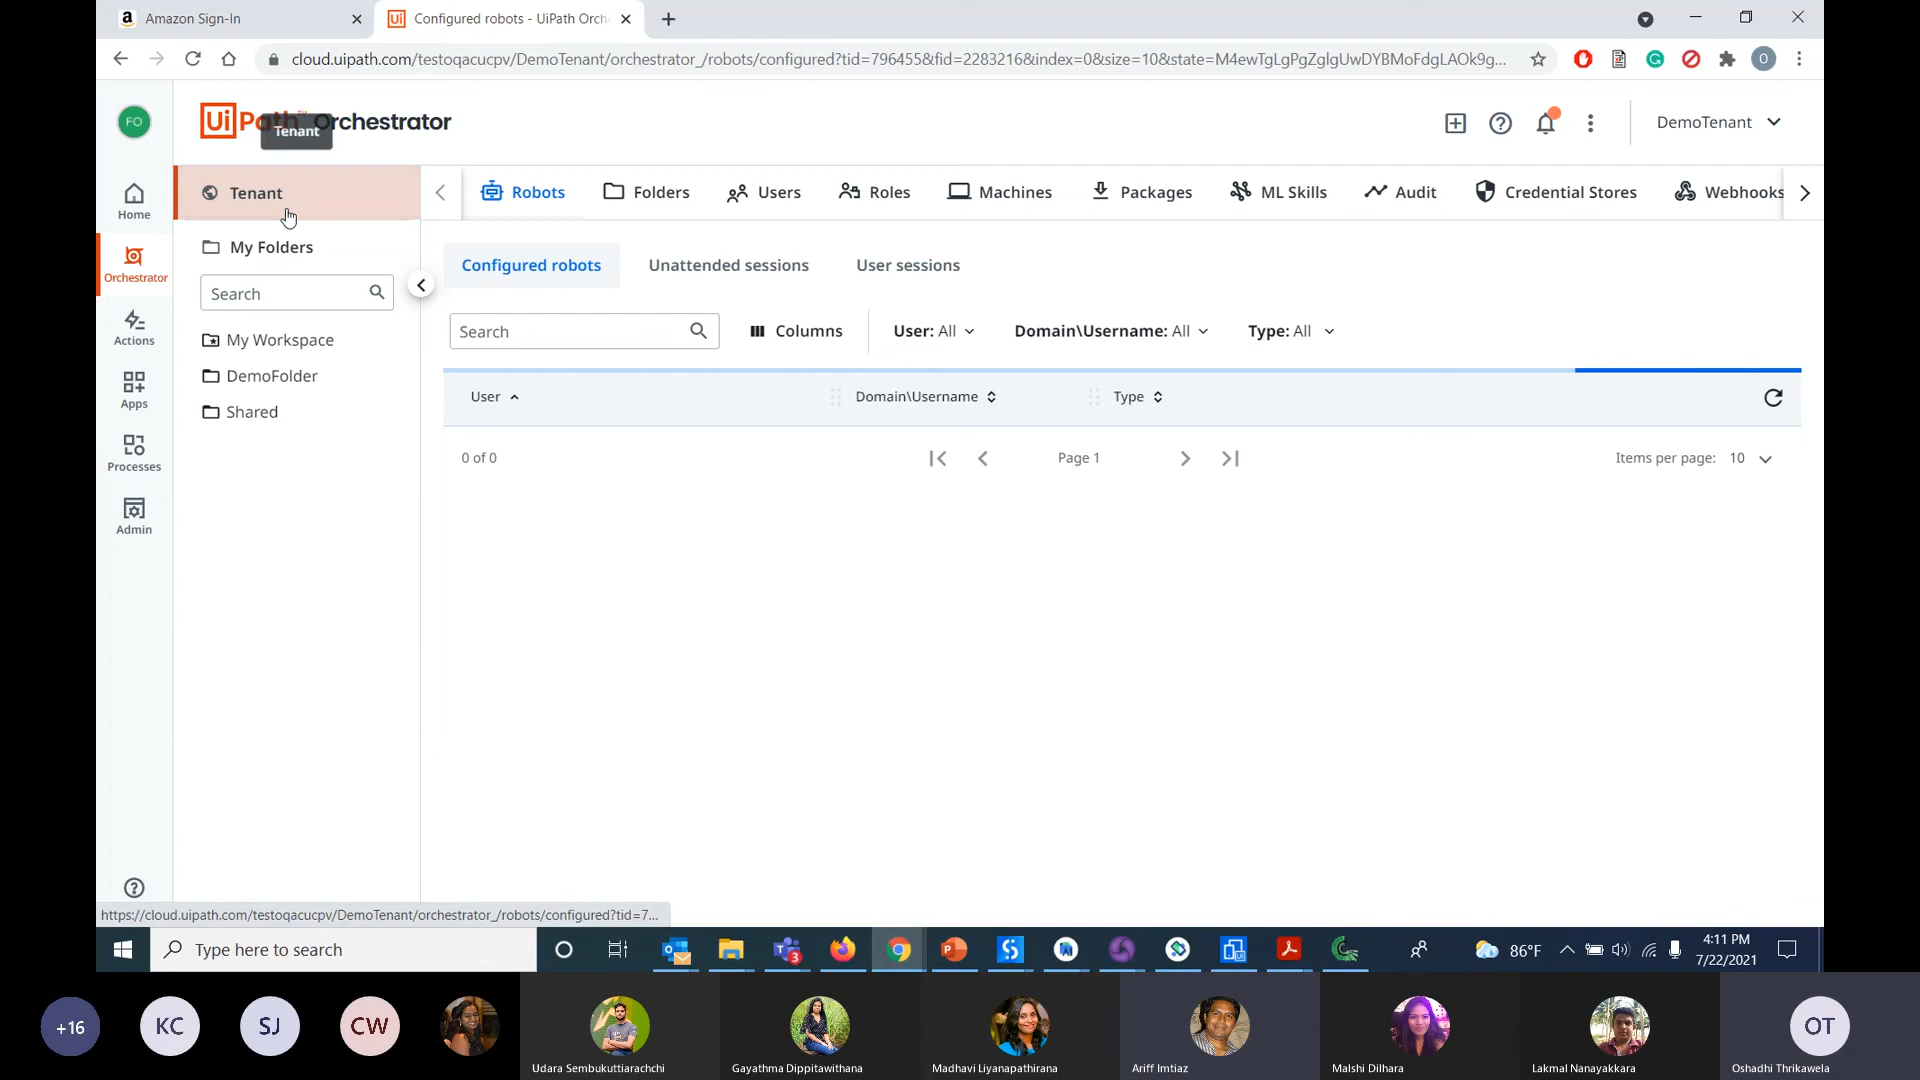 Amazon Sign-In
Configured robots - UiPath Orch
cloud.uipath.com/testoqacucpv/DemoTenant/orchestrator_/robots/configured?tid=796455&fid=2283216&index=0&size=10&state=M4ewTgLgPgZglgUwDYBMoFdgLAOk9g...
O
FO
UiPath™ Orchestrator
Tenant
DemoTenant
Home
Orchestrator
Actions
Apps
Processes
Admin
Tenant
My Folders
Search
My Workspace
DemoFolder
Shared
Robots Folders Users Roles Machines Packages ML Skills Audit Credential Stores Webhooks
Configured robots Unattended sessions User sessions
Search Columns User: All Domain\Username: All Type: All
User Domain\Username Type
0 of 0 Page 1 Items per page: 10
https://cloud.uipath.com/testoqacucpv/DemoTenant/orchestrator_/robots/configured?tid=7...
Type here to search
3
86°F
4:11 PM
7/22/2021
+16 KC SJ CW OT
Udara Sembukuttiarachchi Gayathma Dippitawithana Madhavi Liyanapathirana Ariff Imtiaz Malshi Dilhara Lakmal Nanayakkara Oshadhi Thrikawela